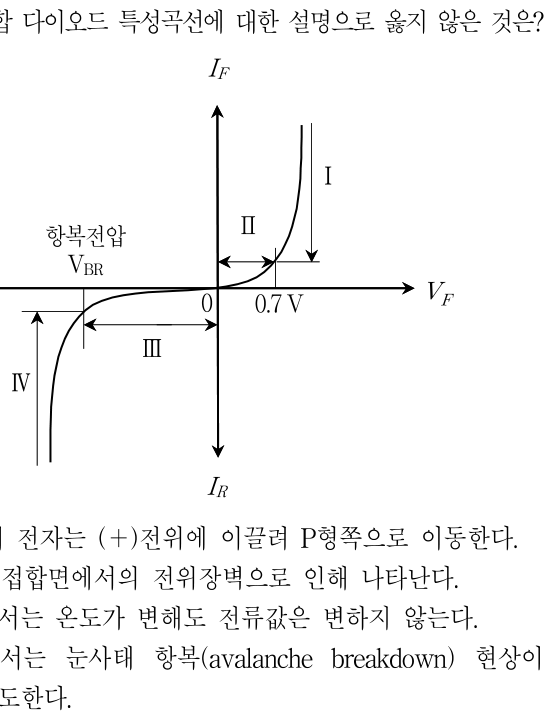 합 다이오드 특성곡선에 대한 설명으로 옳지 않은 것은?
I_F
Ⅰ
Ⅱ
항복전압
V_BR
0
0.7 V
V_F
Ⅲ
Ⅳ
I_R
전자는 (+)전위에 이끌려 P형쪽으로 이동한다.
접합면에서의 전위장벽으로 인해 나타난다.
서는 온도가 변해도 전류값은 변하지 않는다.
서는 눈사태 항복(avalanche breakdown) 현상이
도한다.